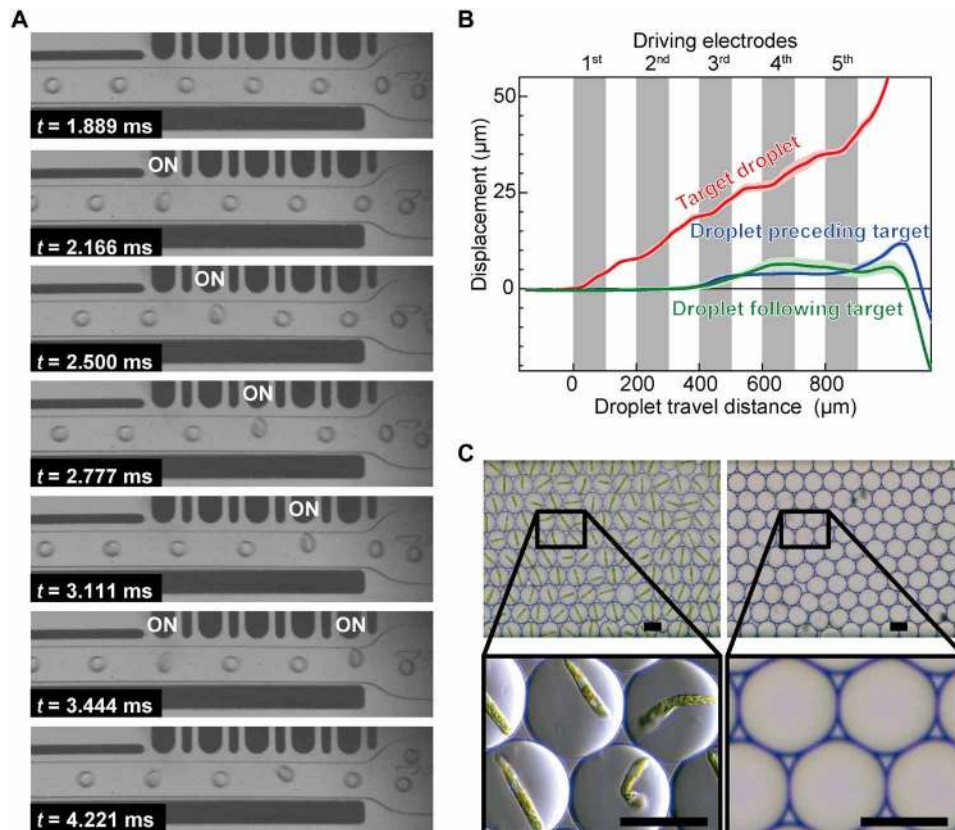 A
t = 1.889 ms
ON
t = 2.166 ms
ON
t = 2.500 ms
ON
t = 2.777 ms
ON
t = 3.111 ms
ON ON
t = 3.444 ms
t = 4.221 ms
B
Driving electrodes
1st 2nd 3rd 4th 5th
50
25
0
Displacement (μm)
Target droplet
Droplet preceding target
Droplet following target
0 200 400 600 800
Droplet travel distance (μm)
C